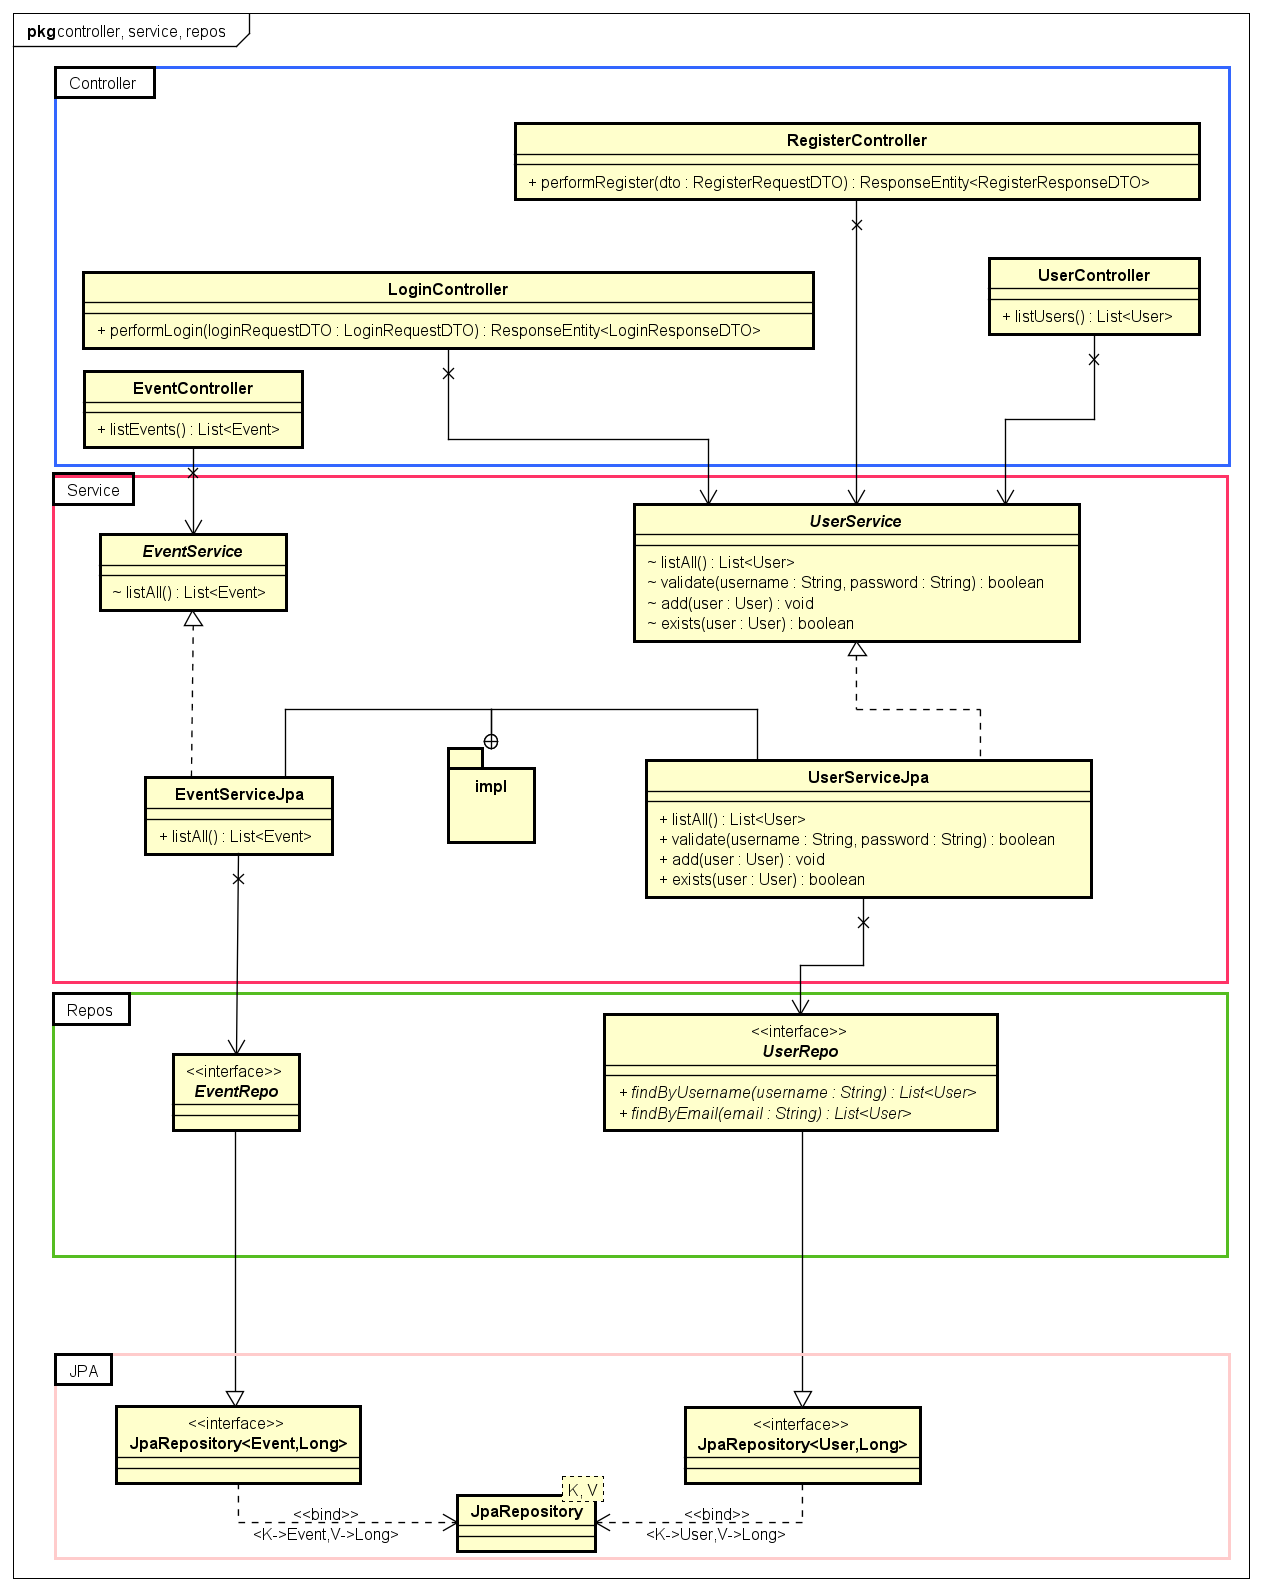 pkg controller, service, repos
Controller
RegisterController
+ performRegister(dto : RegisterRequestDTO) : ResponseEntity<RegisterResponseDTO>
LoginController
+ performLogin(loginRequestDTO : LoginRequestDTO) : ResponseEntity<LoginResponseDTO>
UserController
+ listUsers() : List<User>
EventController
+ listEvents() : List<Event>
Service
EventService
~ listAll() : List<Event>
UserService
~ listAll() : List<User>
~ validate(username : String, password : String) : boolean
~ add(user : User) : void
~ exists(user : User) : boolean
EventServiceJpa
+ listAll() : List<Event>
impl
UserServiceJpa
+ listAll() : List<User>
+ validate(username : String, password : String) : boolean
+ add(user : User) : void
+ exists(user : User) : boolean
Repos
<<interface>>
EventRepo
<<interface>>
UserRepo
+ findByUsername(username : String) : List<User>
+ findByEmail(email : String) : List<User>
JPA
<<interface>>
JpaRepository<Event,Long>
<<interface>>
JpaRepository<User,Long>
<<bind>>
<K->Event,V->Long>
K, V
JpaRepository
<<bind>>
<K->User,V->Long>